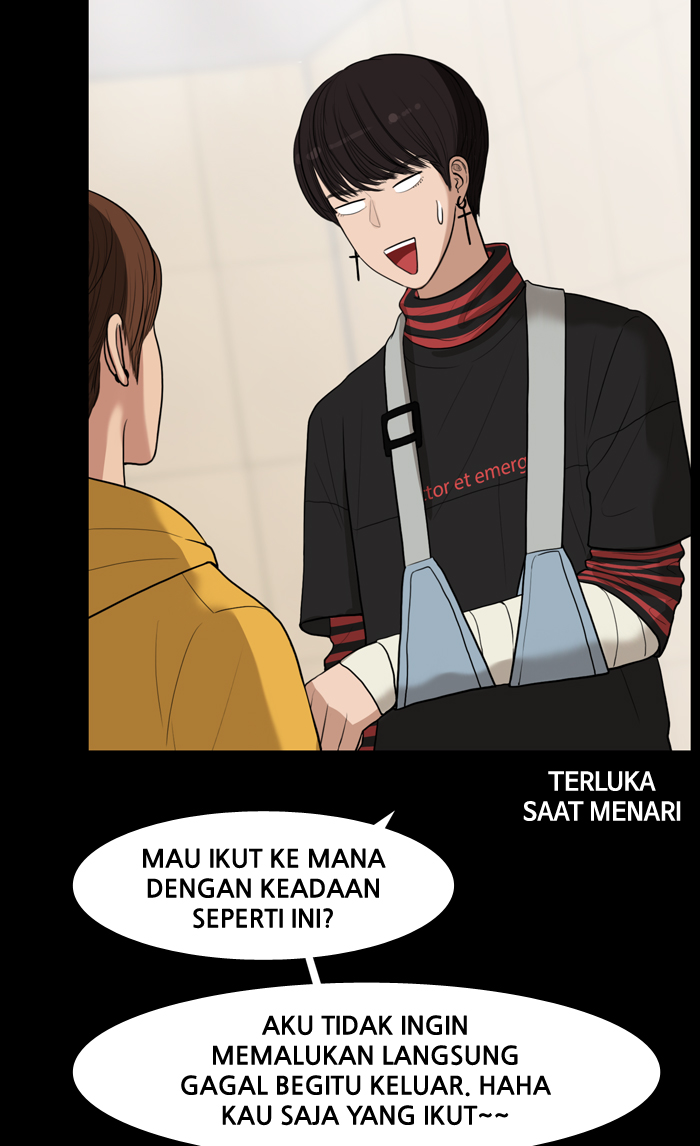 ctor et emerg
TERLUKA
SAAT MENARI
MAU IKUT KE MANA
DENGAN KEADAAN
SEPERTI INI?
AKU TIDAK INGIN
MEMALUKAN LANGSUNG
GAGAL BEGITU KELUAR. HAHA
KAU SAJA YANG IKUT~~